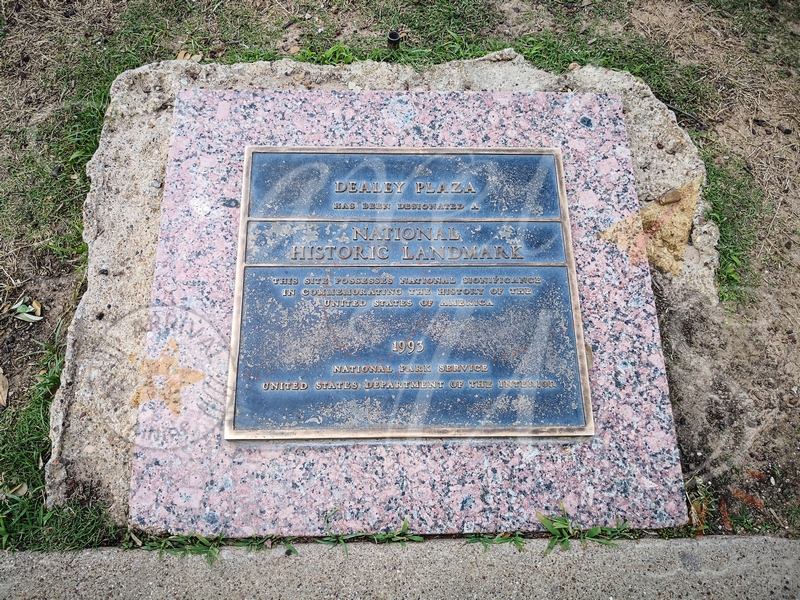 DEALEY PLAZA
HAS BEEN DESIGNATED A
NATIONAL
HISTORIC LANDMARK
THIS SITE POSSESSES NATIONAL SIGNIFICANCE
IN COMMEMORATING THE HISTORY OF THE
UNITED STATES OF AMERICA
1993
NATIONAL PARK SERVICE
UNITED STATES DEPARTMENT OF THE INTERIOR